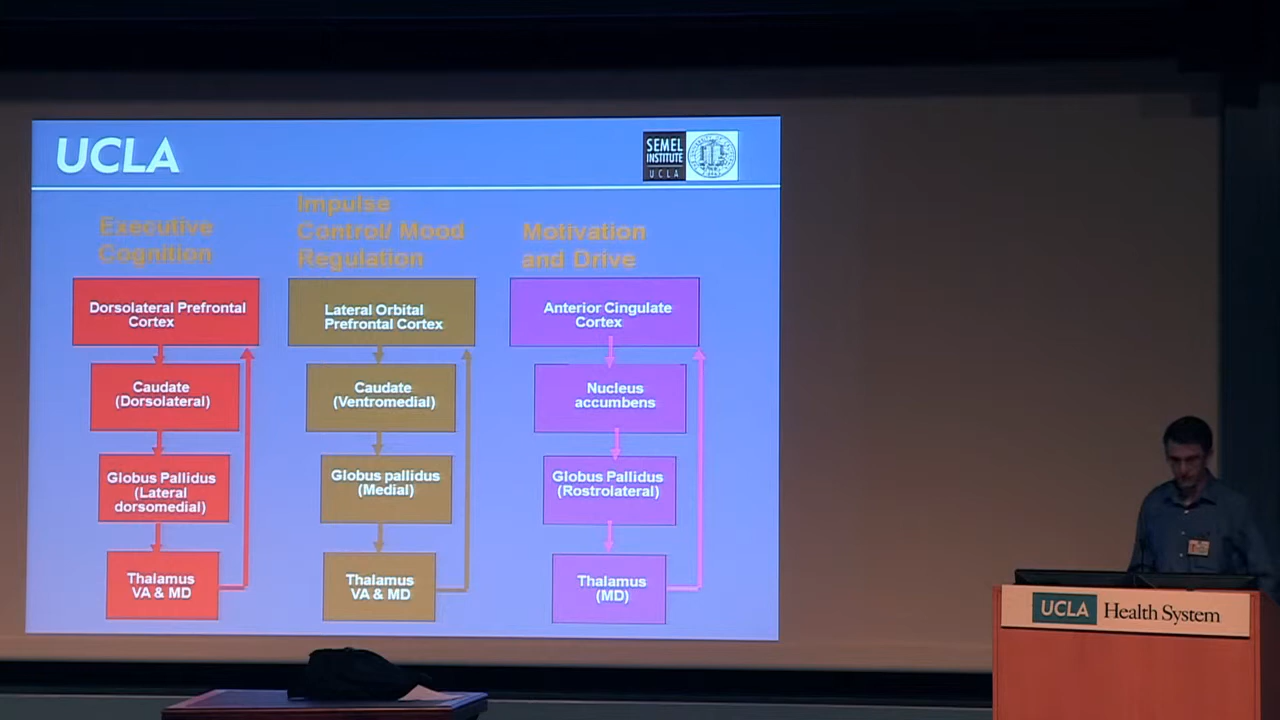 UCLA
SEMEL
INSTITUTE
UCLA
Executive
Cognition
Impulse
Control/ Mood
Regulation
Motivation
and Drive
Dorsolateral Prefrontal
Cortex
Caudate
(Dorsolateral)
Globus Pallidus
(Lateral
dorsomedial)
Thalamus
VA & MD
Lateral Orbital
Prefrontal Cortex
Caudate
(Ventromedial)
Globus pallidus
(Medial)
Thalamus
VA & MD
Anterior Cingulate
Cortex
Nucleus
accumbens
Globus Pallidus
(Rostrolateral)
Thalamus
(MD)
UCLA Health System